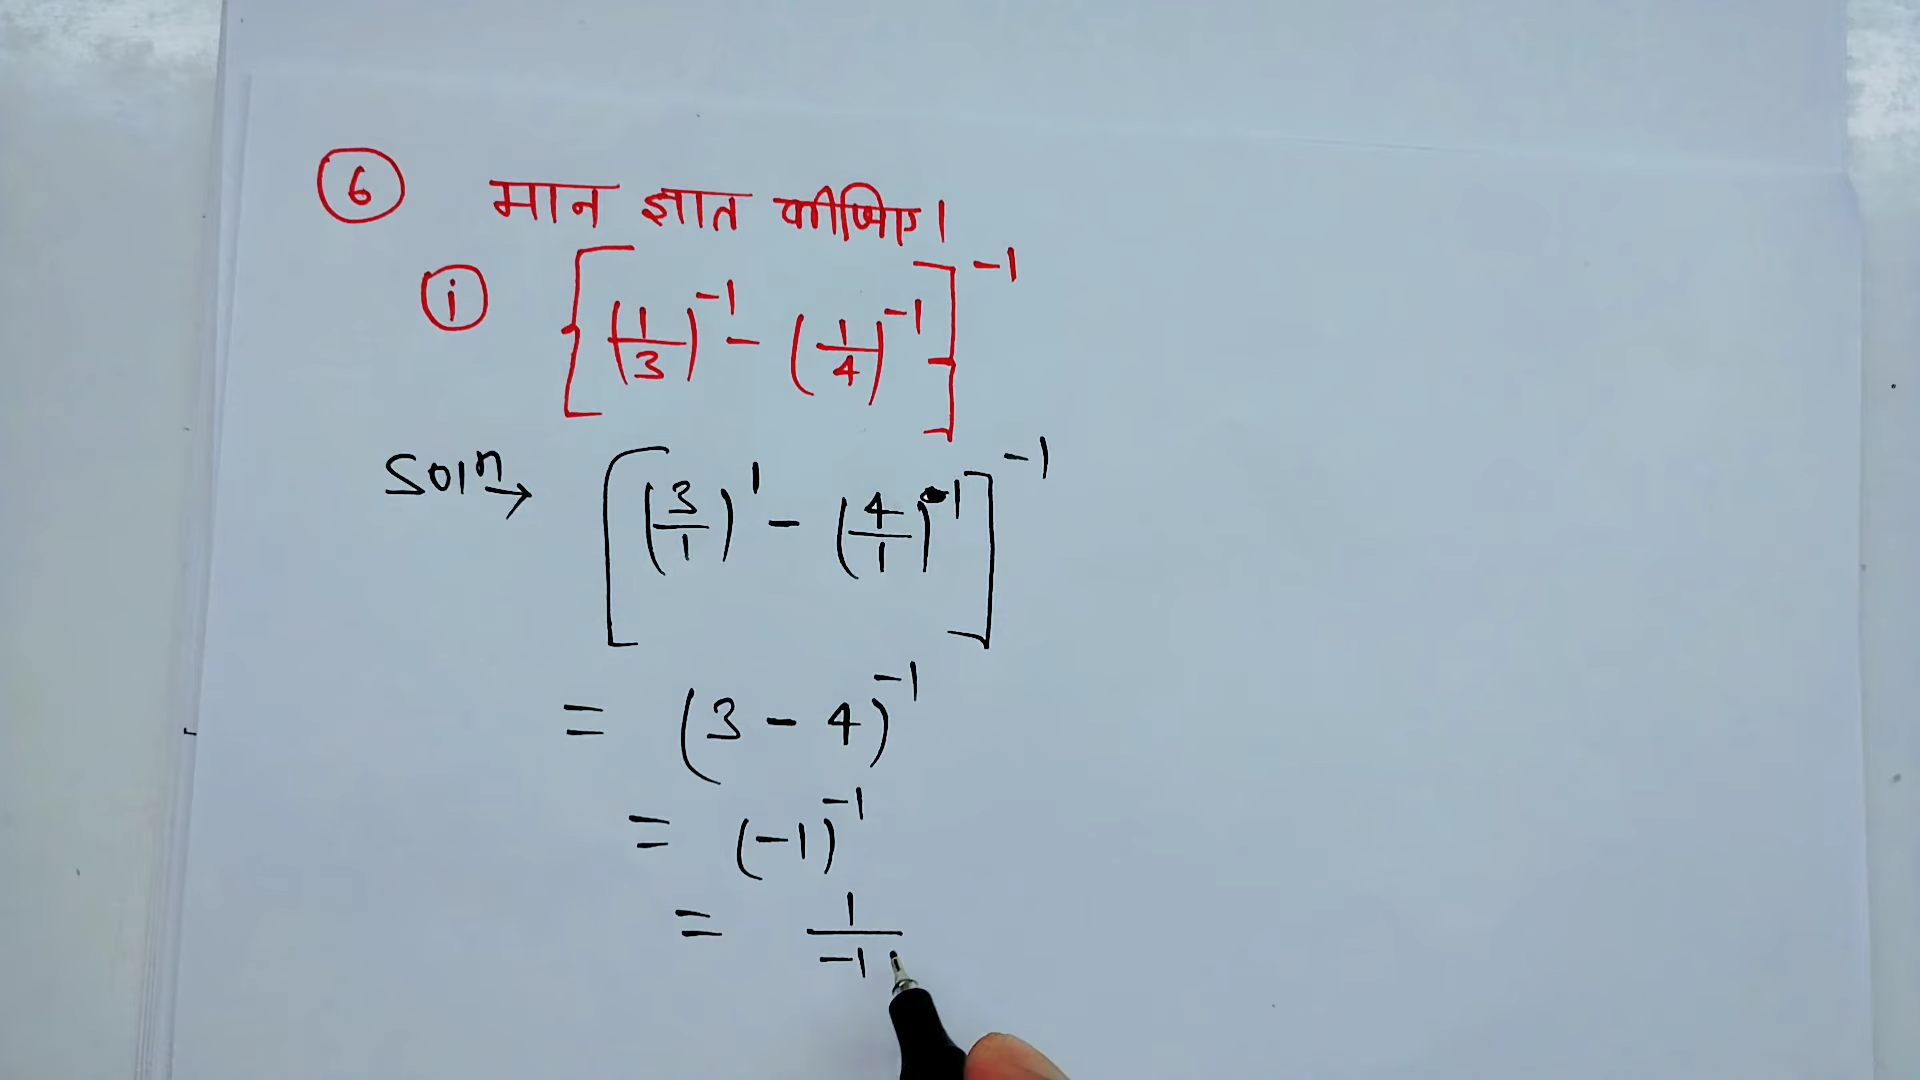 6 मान ज्ञात कीजिए।
i [(1/3)^-1 - (1/4)^-1]^-1
Soln → [(3/1)^1 - (4/1)^1]^-1
= (3 - 4)^-1
= (-1)^-1
= 1/-1